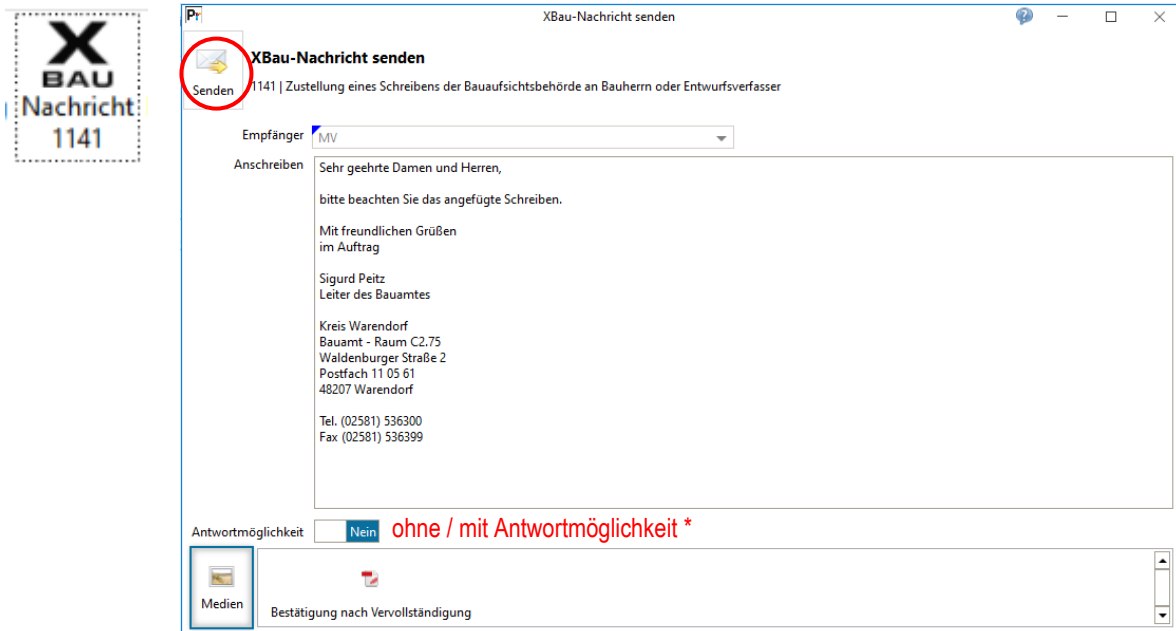 X
BAU
Nachricht
1141
Pr
XBau-Nachricht senden
Senden
XBau-Nachricht senden
1141 | Zustellung eines Schreibens der Bauaufsichtsbehörde an Bauherrn oder Entwurfsverfasser
Empfänger
MV
Anschreiben
Sehr geehrte Damen und Herren,
bitte beachten Sie das angefügte Schreiben.
Mit freundlichen Grüßen
im Auftrag
Sigurd Peitz
Leiter des Bauamtes
Kreis Warendorf
Bauamt - Raum C2.75
Waldenburger Straße 2
Postfach 11 05 61
48207 Warendorf
Tel. (02581) 536300
Fax (02581) 536399
Antwortmöglichkeit
Nein
ohne / mit Antwortmöglichkeit *
Medien
Bestätigung nach Vervollständigung